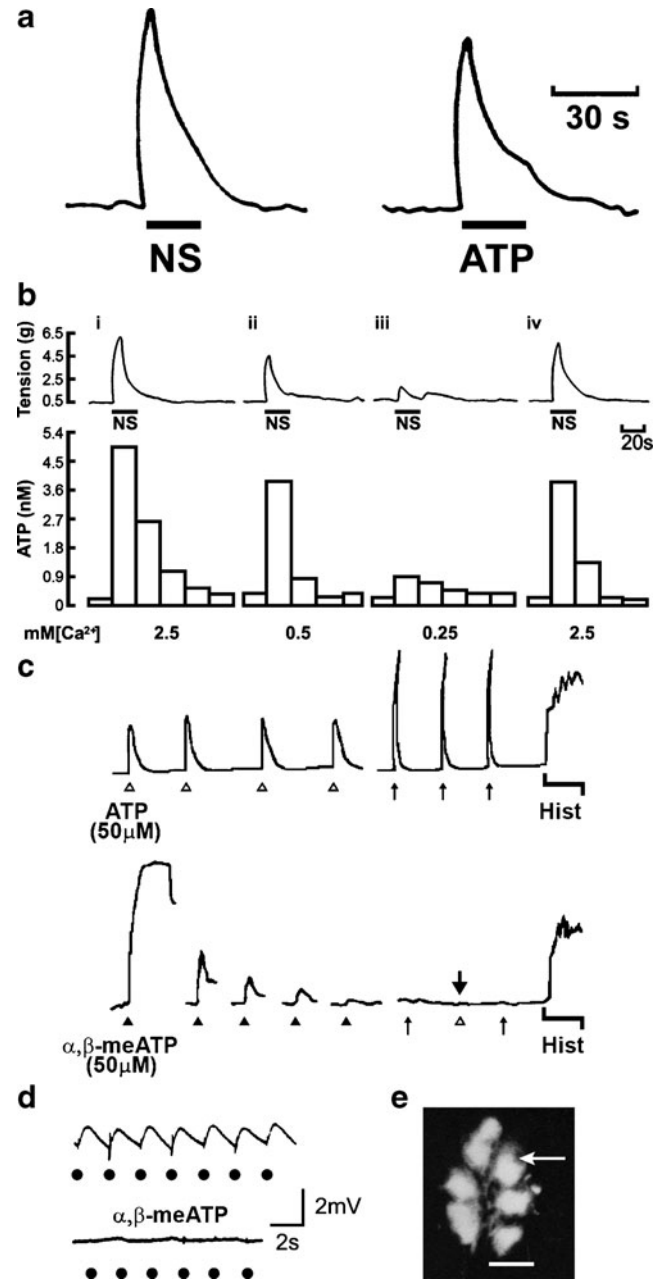 a
30 s
NS ATP
b
i ii iii iv
Tension (g)
6.5
4.5
2.5
0.5
NS NS NS NS
20s
ATP (nM)
5.4
4.5
3.6
2.7
1.8
0.9
0
mM[Ca²⁺] 2.5 0.5 0.25 2.5
c
ATP
(50μM)
Hist
α,β-meATP
(50μM)
Hist
d
α,β-meATP
2mV
2s
e